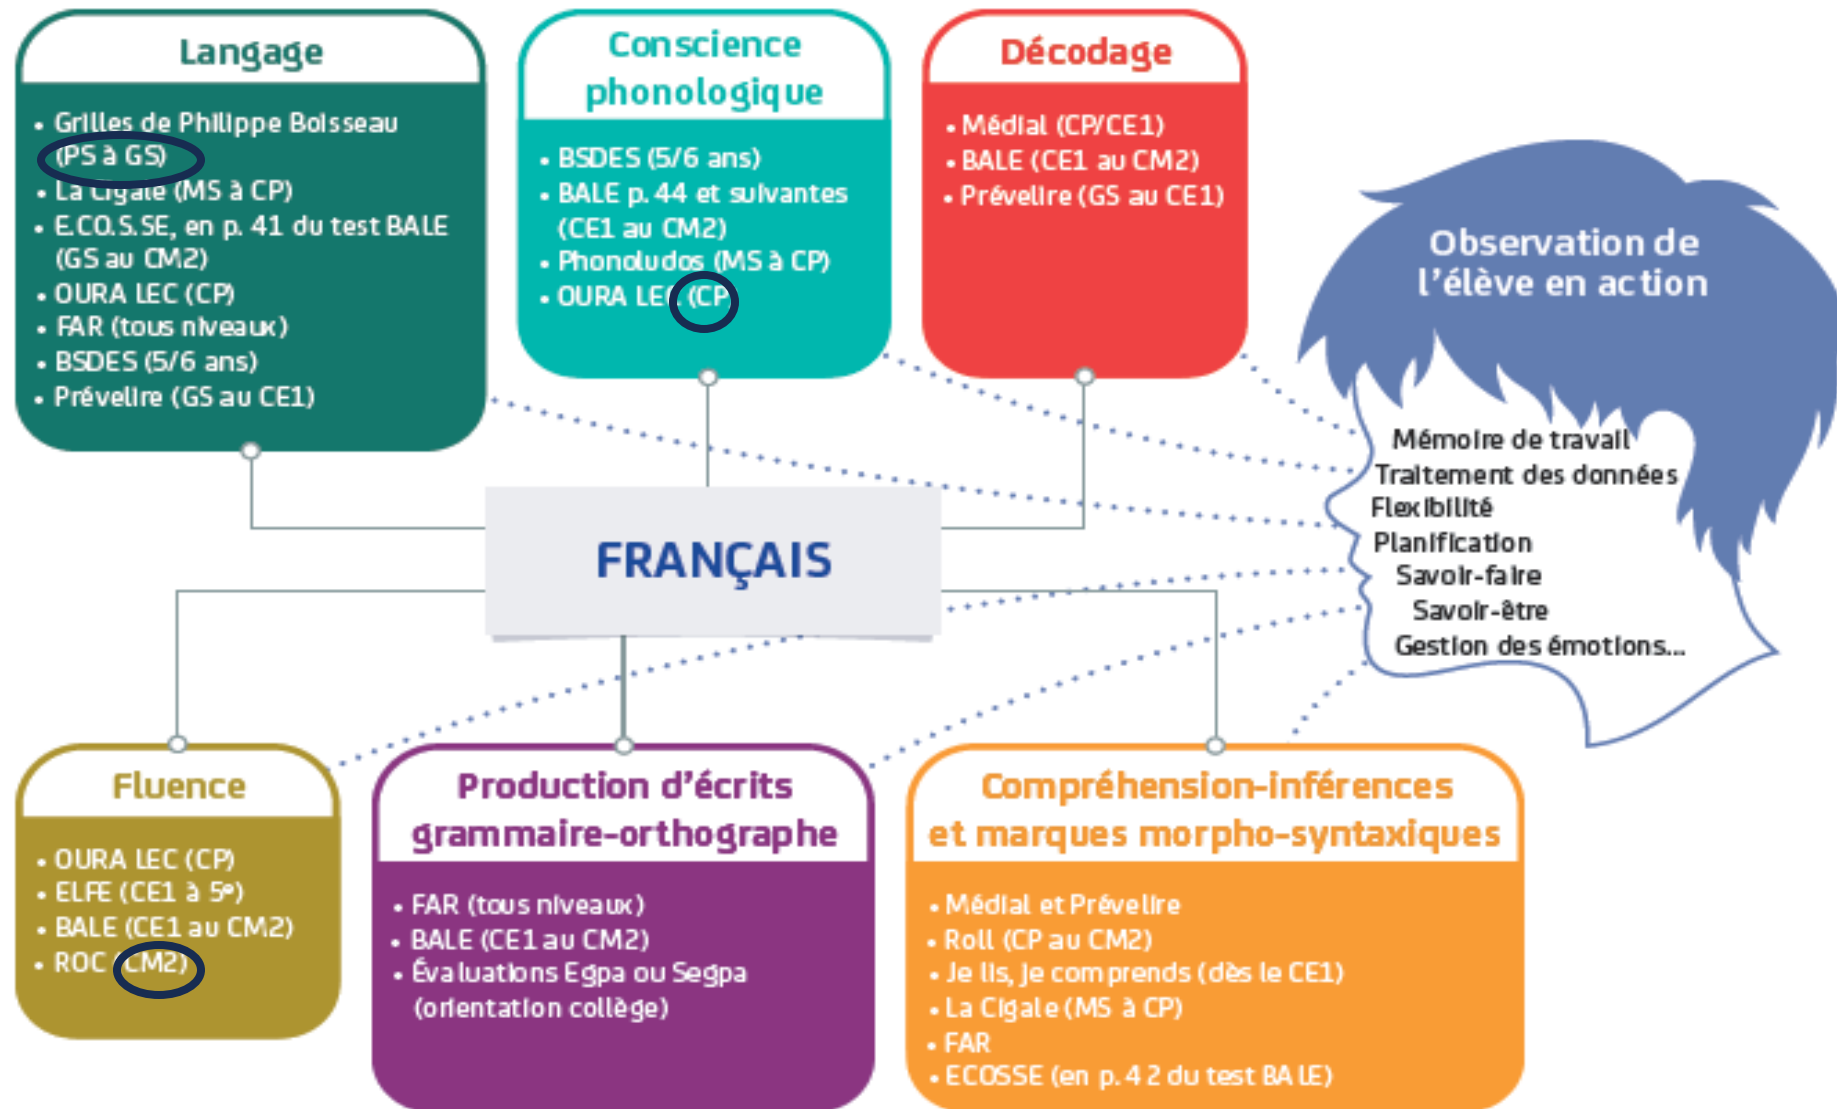 Langage
• Grilles de Philippe Boisseau
(PS à GS)
• La Cigale (MS à CP)
• E.CO.S.SE, en p. 41 du test BALE
(GS au CM2)
• OURA LEC (CP)
• FAR (tous niveaux)
• BSDES (5/6 ans)
• Prévelire (GS au CE1)
Conscience
phonologique
• BSDES (5/6 ans)
• BALE p. 44 et suivantes
(CE1 au CM2)
• Phonoludos (MS à CP)
• OURA LEC (CP)
Décodage
• Médial (CP/CE1)
• BALE (CE1 au CM2)
• Prévelire (GS au CE1)
Observation de
l'élève en action
Mémoire de travail
Traitement des données
Flexibilité
Planification
Savoir-faire
Savoir-être
Gestion des émotions...
FRANÇAIS
Fluence
• OURA LEC (CP)
• ELFE (CE1 à 5e)
• BALE (CE1 au CM2)
• ROC (CM2)
Production d'écrits
grammaire-orthographe
• FAR (tous niveaux)
• BALE (CE1 au CM2)
• Évaluations Egpa ou Segpa
(orientation collège)
Compréhension-inférences
et marques morpho-syntaxiques
• Médial et Prévelire
• Roll (CP au CM2)
• Je lis, je comprends (dès le CE1)
• La Cigale (MS à CP)
• FAR
• ECOSSE (en p. 42 du test BALE)